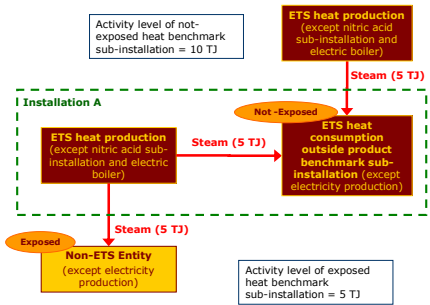 Activity level of not-
exposed heat benchmark
sub-installation = 10 TJ
ETS heat production
(except nitric acid
sub-installation and
electric boiler)
Steam (5 TJ)
Installation A
Not -Exposed
ETS heat production
(except nitric acid sub-
installation and electric
boiler)
Steam (5 TJ)
ETS heat
consumption
outside product
benchmark sub-
installation (except
electricity production)
Steam (5 TJ)
Exposed
Non-ETS Entity
(except electricity
production)
Activity level of exposed
heat benchmark
sub-installation = 5 TJ